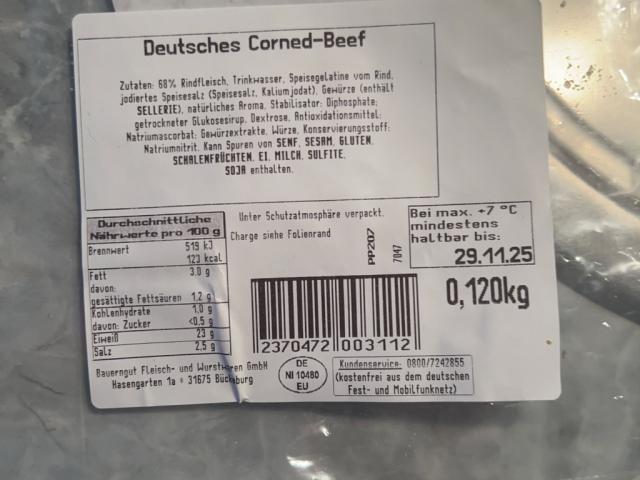 Deutsches Corned-Beef
Zutaten: 68% Rindfleisch, Trinkwasser, Speisegelatine vom Rind,
jodiertes Speisesalz (Speisesalz, Kaliumjodat), Gewürze (enthält
SELLERIE), natürliches Aroma, Stabilisator: Diphosphate;
getrockneter Glukosesirup, Dextrose, Antioxidationsmittel:
Natriumascorbat; Gewürzextrakte, Würze, Konservierungsstoff:
Natriumnitrit. Kann Spuren von SENF, SESAM, GLUTEN,
SCHALENFRÜCHTEN, EI, MILCH, SULFITE,
SOJA enthalten.
Durchschnittliche
Nährwerte pro 100 g
Brennwert 519 kJ
123 kcal
Fett 3,0 g
davon:
gesättigte Fettsäuren 1,2 g
Kohlenhydrate 1,0 g
davon: Zucker <0,5 g
Eiweiß 23 g
Salz 2,5 g
Unter Schutzatmosphäre verpackt.
Charge siehe Folienrand
PP207
7047
Bei max. +7 °C
mindestens
haltbar bis:
29.11.25
0,120kg
2370472 003112
Bauerngut Fleisch- und Wurstwaren GmbH
Hasengarten 1a • 31675 Bückeburg
DE
NI 10480
EU
Kundenservice: 0800/7242855
(kostenfrei aus dem deutschen
Fest- und Mobilfunknetz)